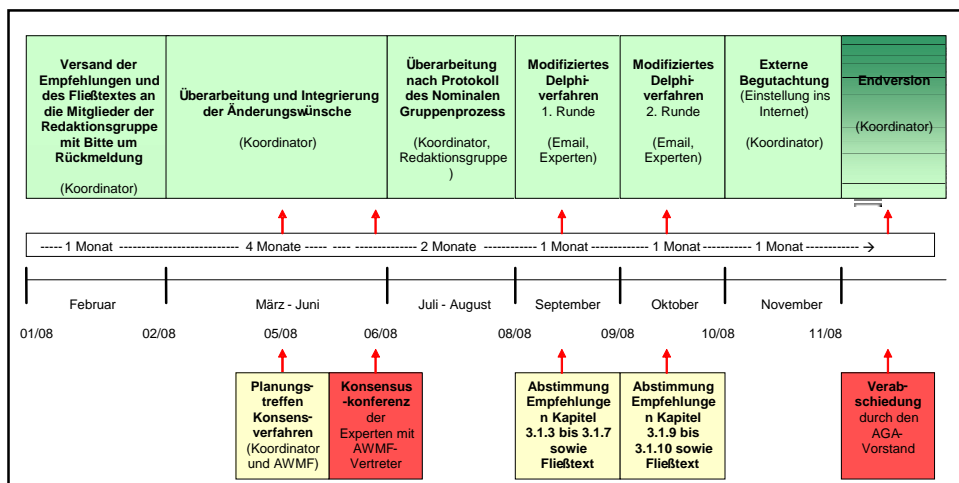 Versand der
Empfehlungen und
des Fließtextes an
die Mitglieder der
Redaktionsgruppe
mit Bitte um
Rückmeldung
(Koordinator)
Überarbeitung und Integrierung
der Änderungswünsche
(Koordinator)
Überarbeitung
nach Protokoll
des Nominalen
Gruppenprozess
(Koordinator,
Redaktionsgruppe
)
Modifiziertes
Delphi-
verfahren
1. Runde
(Email,
Experten)
Modifiziertes
Delphi-
verfahren
2. Runde
(Email,
Experten)
Externe
Begutachtung
(Einstellung ins
Internet)
(Koordinator)
Endversion
(Koordinator)
----- 1 Monat ----------------------- 4 Monate ----- ---- ------------ 2 Monate ------------ 1 Monat ------------ 1 Monat ------------ 1 Monat ------------ →
Februar
März - Juni
Juli - August
September
Oktober
November
01/08
02/08
05/08
06/08
08/08
09/08
10/08
11/08
Planungs-
treffen
Konsens-
verfahren
(Koordinator
und AWMF)
Konsensus
-konferenz
der
Experten mit
AWMF-
Vertreter
Abstimmung
Empfehlunge
n Kapitel
3.1.3 bis 3.1.7
sowie
Fließtext
Abstimmung
Empfehlunge
n Kapitel
3.1.9 bis
3.1.10 sowie
Fließtext
Verab-
schiedung
durch den
AGA-
Vorstand